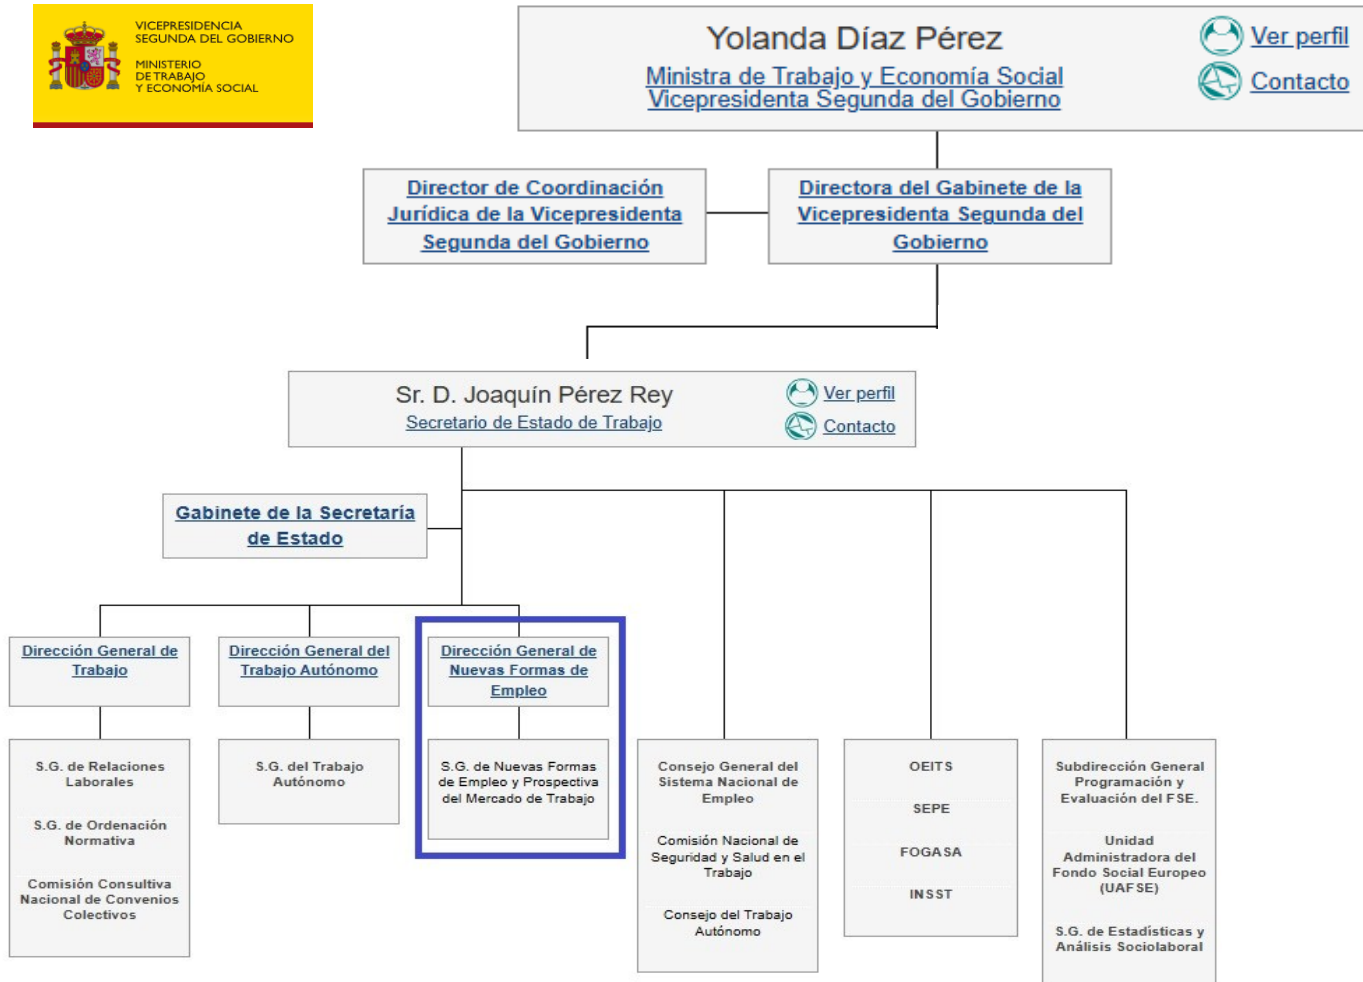 VICEPRESIDENCIA
SEGUNDA DEL GOBIERNO
MINISTERIO
DE TRABAJO
Y ECONOMÍA SOCIAL
Yolanda Díaz Pérez
Ministra de Trabajo y Economía Social
Vicepresidenta Segunda del Gobierno
Ver perfil
Contacto
Director de Coordinación
Jurídica de la Vicepresidenta
Segunda del Gobierno
Directora del Gabinete de la
Vicepresidenta Segunda del
Gobierno
Sr. D. Joaquín Pérez Rey
Secretario de Estado de Trabajo
Ver perfil
Contacto
Gabinete de la Secretaría
de Estado
Dirección General de
Trabajo
Dirección General del
Trabajo Autónomo
Dirección General de
Nuevas Formas de
Empleo
S.G. de Relaciones
Laborales
S.G. de Ordenación
Normativa
Comisión Consultiva
Nacional de Convenios
Colectivos
S.G. del Trabajo
Autónomo
S.G. de Nuevas Formas
de Empleo y Prospectiva
del Mercado de Trabajo
Consejo General del
Sistema Nacional de
Empleo
Comisión Nacional de
Seguridad y Salud en el
Trabajo
Consejo del Trabajo
Autónomo
OEITS
SEPE
FOGASA
INSST
Subdirección General
Programación y
Evaluación del FSE.
Unidad
Administradora del
Fondo Social Europeo
(UAFSE)
S.G. de Estadísticas y
Análisis Sociolaboral